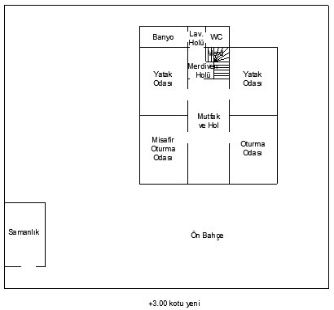 Banyo
Lav.
Holü
WC
Merdiven
Holü
Yatak
Odası
Yatak
Odası
Mutfak
ve Hol
Misafir
Oturma
Odası
Oturma
Odası
Samanlık
Ön Bahçe
+3.00 kotu yeni